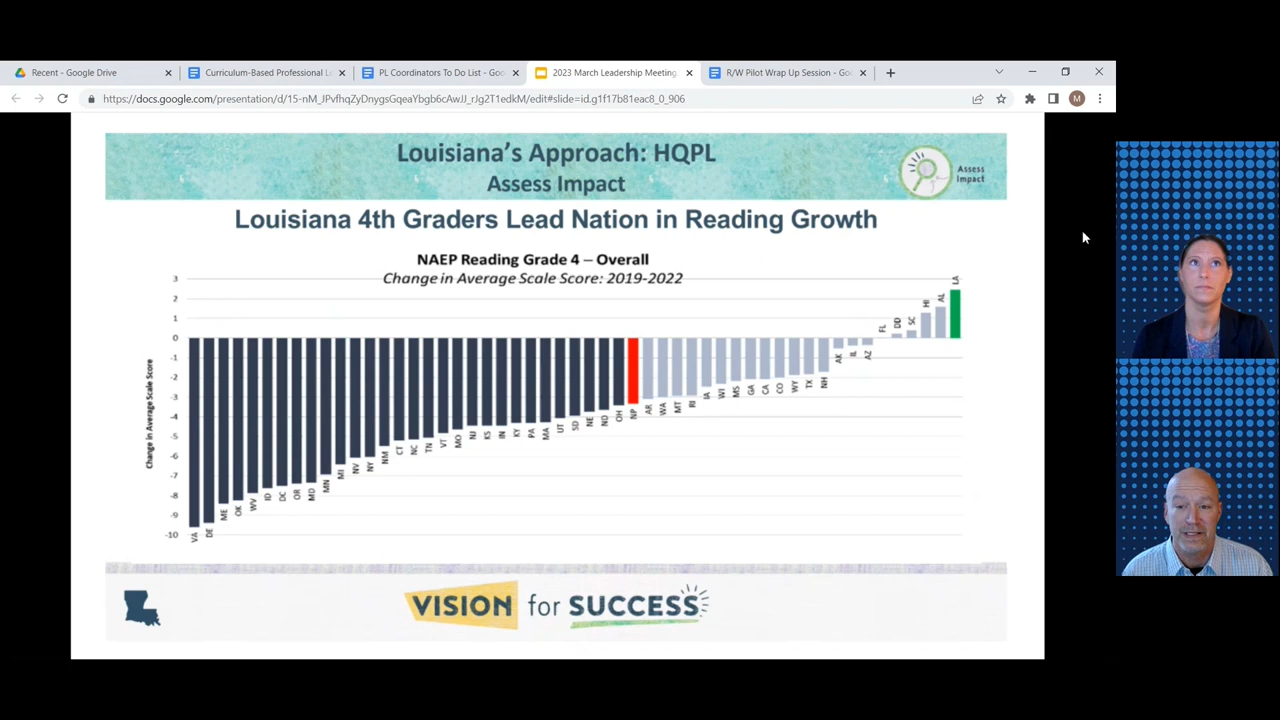 Recent - Google Drive
Curriculum-Based Professional L
PL Coordinators To Do List - Goo
2023 March Leadership Meeting
R/W Pilot Wrap Up Session - Goo
https://docs.google.com/presentation/d/15-nM_JPvfhqZyDnygsGqeaYbgb6cAwJJ_rJg2T1edkM/edit#slide=id.g1f17b81eac8_0_906
M
Louisiana's Approach: HQPL
Assess Impact
Assess
Impact
Louisiana 4th Graders Lead Nation in Reading Growth
NAEP Reading Grade 4 – Overall
Change in Average Scale Score: 2019-2022
Change in Average Scale Score
3
2
1
0
-1
-2
-3
-4
-5
-6
-7
-8
-9
-10
VA
DE
ME
OK
WV
ID
DC
OR
MD
MN
MI
NV
NY
NM
CT
NC
TN
VT
MO
NJ
KS
IN
KY
PA
MA
UT
SD
NE
ND
OH
NP
AR
WA
MT
RI
IA
WI
MS
GA
CA
CO
WY
TX
NH
AK
IL
AZ
FL
DD
SC
HI
AL
LA
VISION for SUCCESS